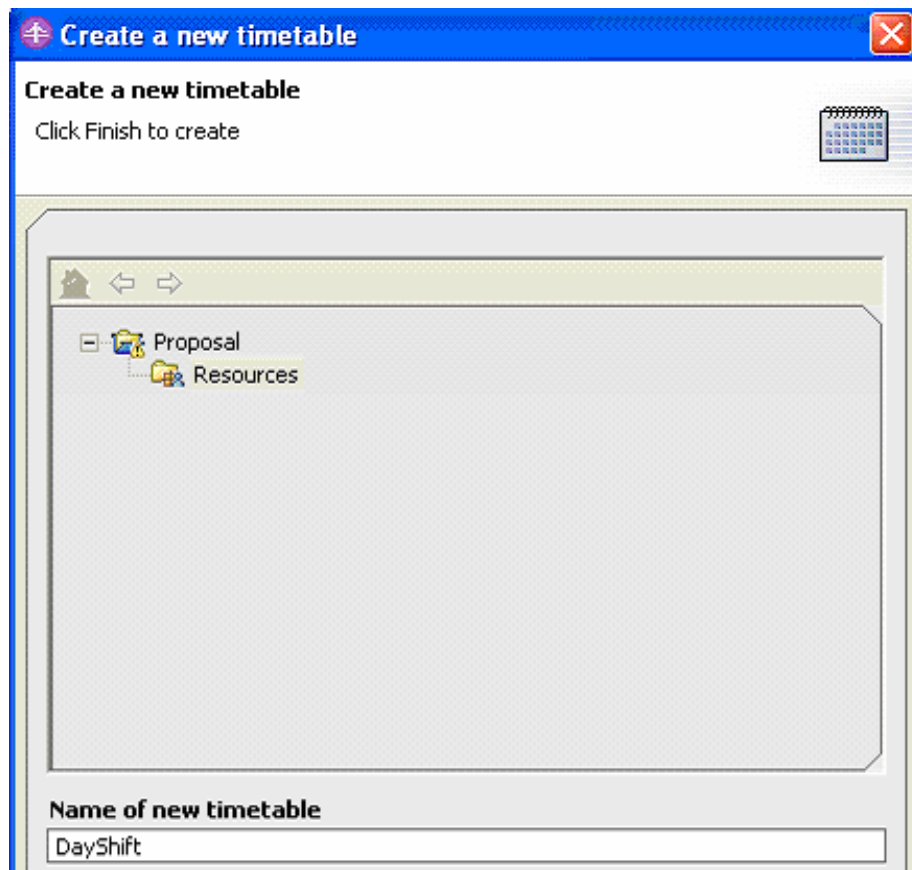 Create a new timetable
Create a new timetable
Click Finish to create
Proposal
Resources
Name of new timetable
DayShift